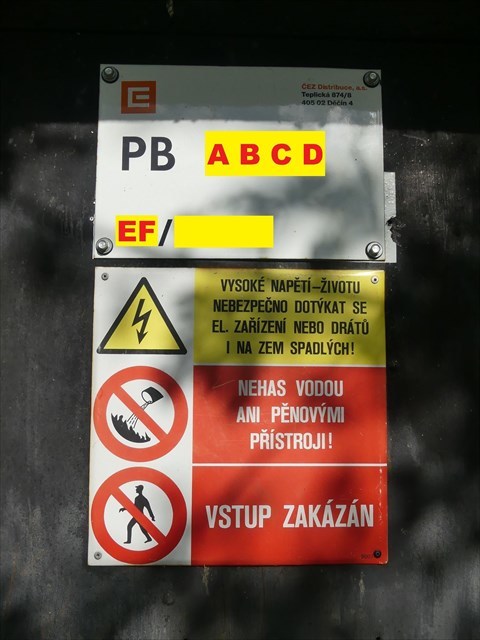 ČEZ Distribuce, a.s.
Teplická 874/8
405 02 Děčín 4
PB A B C D
EF/
VYSOKÉ NAPĚTÍ–ŽIVOTU
NEBEZPEČNO DOTÝKAT SE
EL. ZAŘÍZENÍ NEBO DRÁTŮ
I NA ZEM SPADLÝCH!
NEHAS VODOU
ANI PĚNOVÝMI
PŘÍSTROJI!
VSTUP ZAKÁZÁN